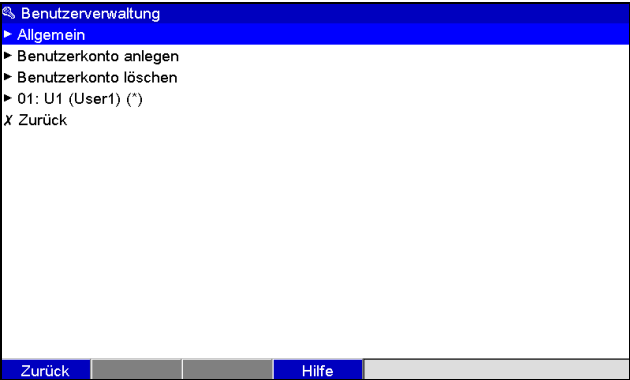 Benutzerverwaltung
Allgemein
Benutzerkonto anlegen
Benutzerkonto löschen
01: U1 (User1) (*)
X Zurück
Zurück Hilfe